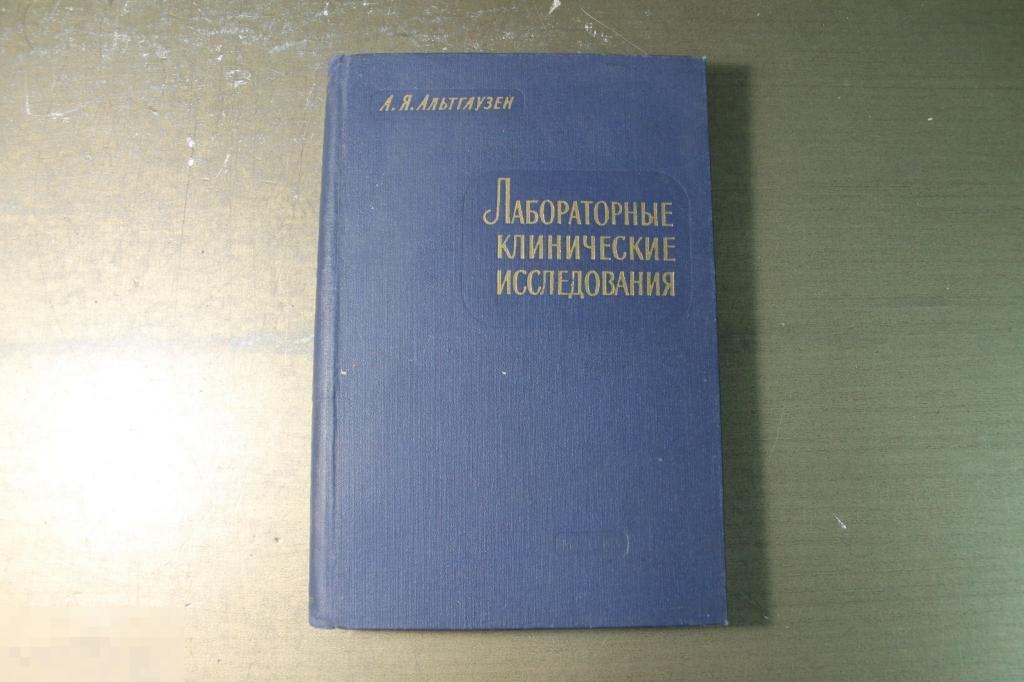 А. Я. Альтгаузен
Лабораторные
клинические
исследования